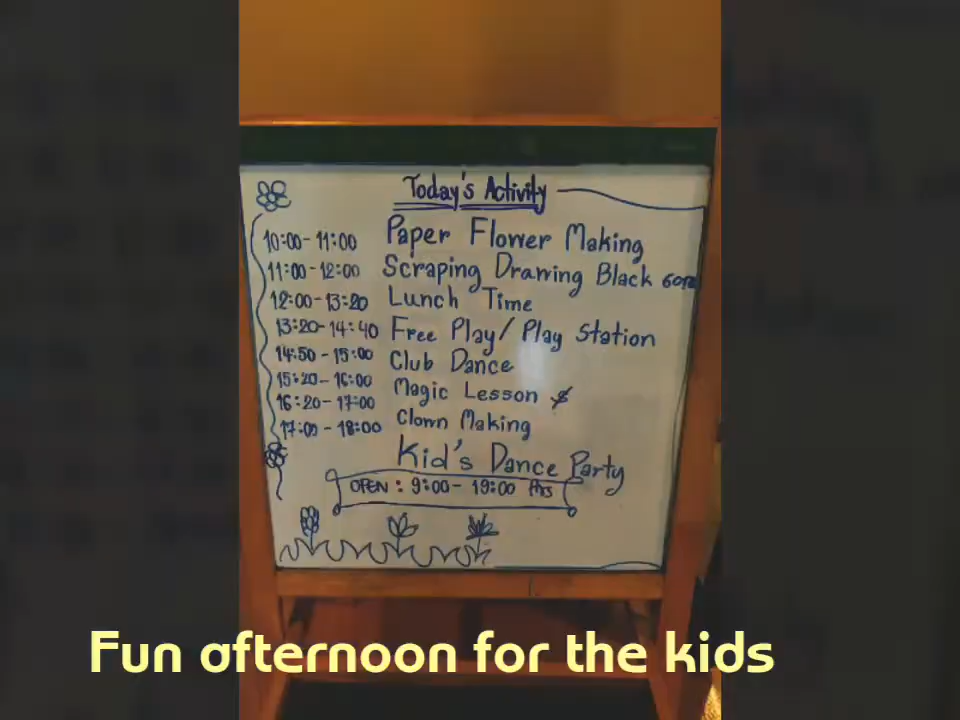 Today's Activity
10:00-11:00 Paper Flower Making
11:00-12:00 Scraping Drawing Black
12:00-13:20 Lunch Time
13:20-14:40 Free Play/Play Station
14:50-15:00 Club Dance
15:20-16:00 Magic Lesson $
16:20-17:00 Clown Making
17:00-18:00 Kid's Dance Party
OPEN: 9:00-19:00 Hrs
Fun afternoon for the kids